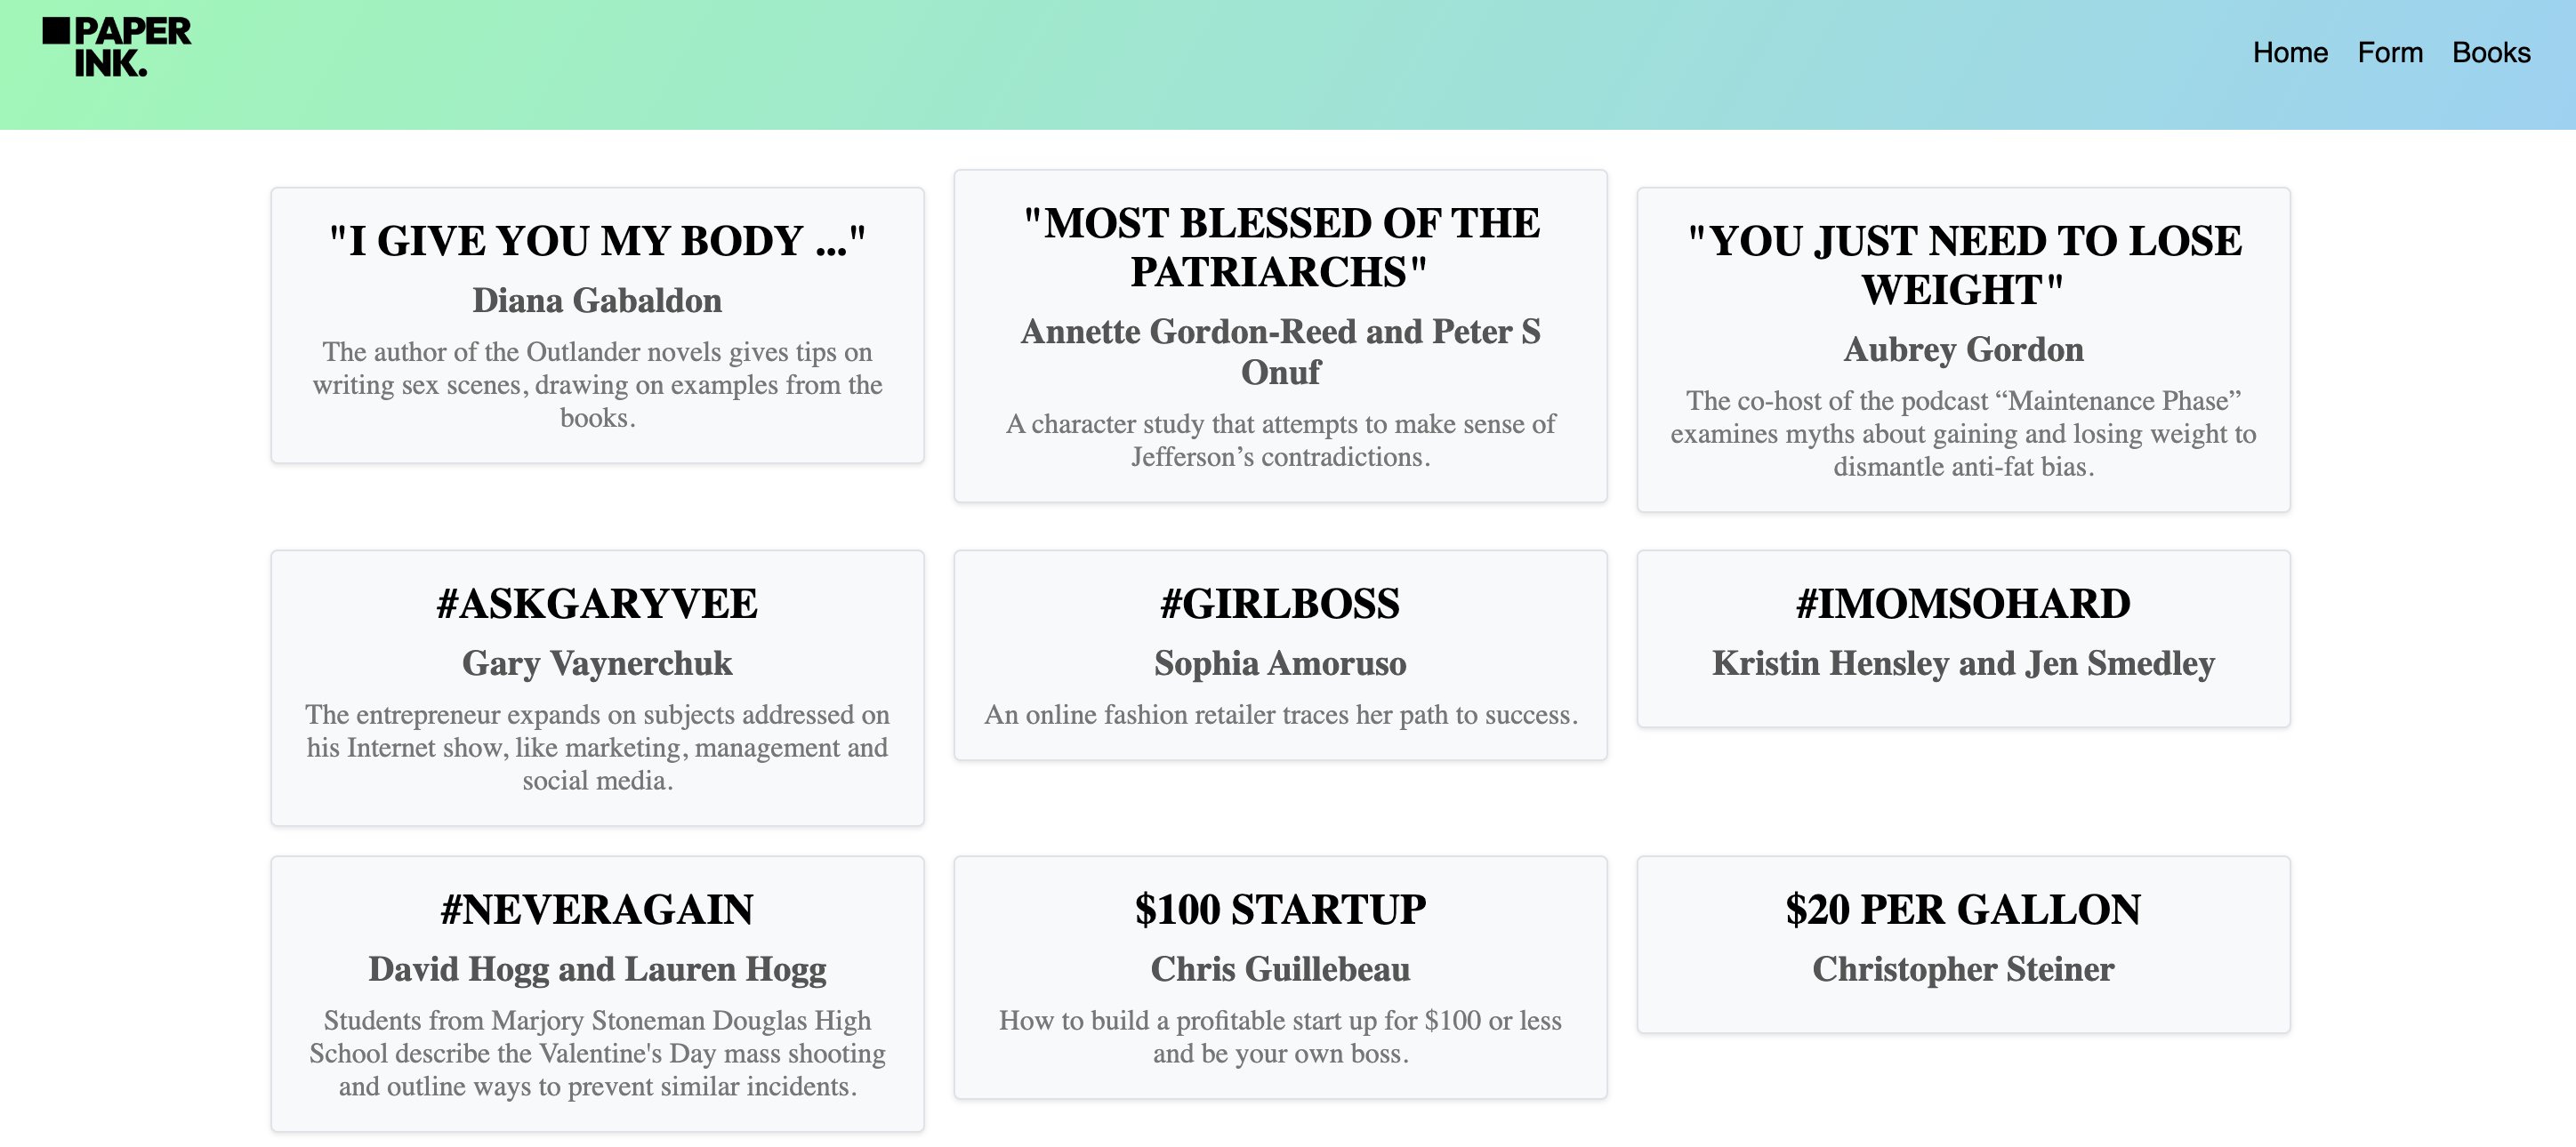 PAPER
INK.
Home Form Books
"I GIVE YOU MY BODY ..."
Diana Gabaldon
The author of the Outlander novels gives tips on
writing sex scenes, drawing on examples from the
books.
"MOST BLESSED OF THE
PATRIARCHS"
Annette Gordon-Reed and Peter S
Onuf
A character study that attempts to make sense of
Jefferson’s contradictions.
"YOU JUST NEED TO LOSE
WEIGHT"
Aubrey Gordon
The co-host of the podcast “Maintenance Phase”
examines myths about gaining and losing weight to
dismantle anti-fat bias.
#ASKGARYVEE
Gary Vaynerchuk
The entrepreneur expands on subjects addressed on
his Internet show, like marketing, management and
social media.
#GIRLBOSS
Sophia Amoruso
An online fashion retailer traces her path to success.
#IMOMSOHARD
Kristin Hensley and Jen Smedley
#NEVERAGAIN
David Hogg and Lauren Hogg
Students from Marjory Stoneman Douglas High
School describe the Valentine's Day mass shooting
and outline ways to prevent similar incidents.
$100 STARTUP
Chris Guillebeau
How to build a profitable start up for $100 or less
and be your own boss.
$20 PER GALLON
Christopher Steiner